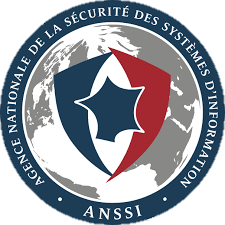 AGENCE NATIONALE DE LA SÉCURITÉ DES SYSTÈMES D'INFORMATION
ANSSI